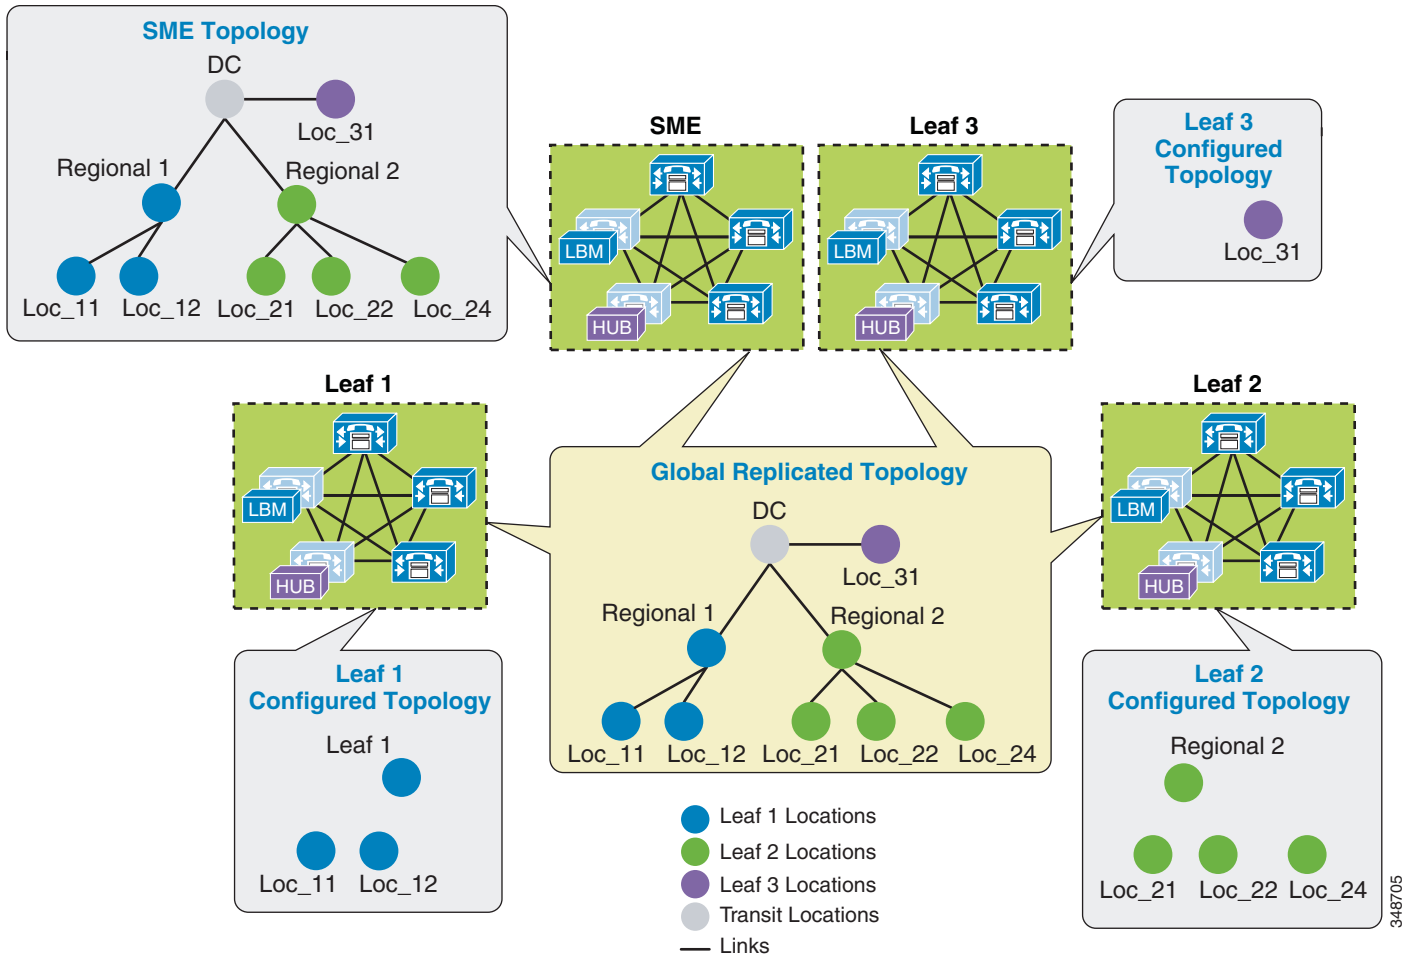 SME Topology
DC
Loc_31
Regional 1
Regional 2
Loc_11
Loc_12
Loc_21
Loc_22
Loc_24
SME
LBM
HUB
Leaf 3
LBM
HUB
Leaf 3
Configured
Topology
Loc_31
Leaf 1
LBM
HUB
Leaf 2
LBM
HUB
Global Replicated Topology
DC
Loc_31
Regional 1
Regional 2
Loc_11
Loc_12
Loc_21
Loc_22
Loc_24
Leaf 1
Configured Topology
Leaf 1
Loc_11
Loc_12
Leaf 2
Configured Topology
Regional 2
Loc_21
Loc_22
Loc_24
Leaf 1 Locations
Leaf 2 Locations
Leaf 3 Locations
Transit Locations
Links
348705